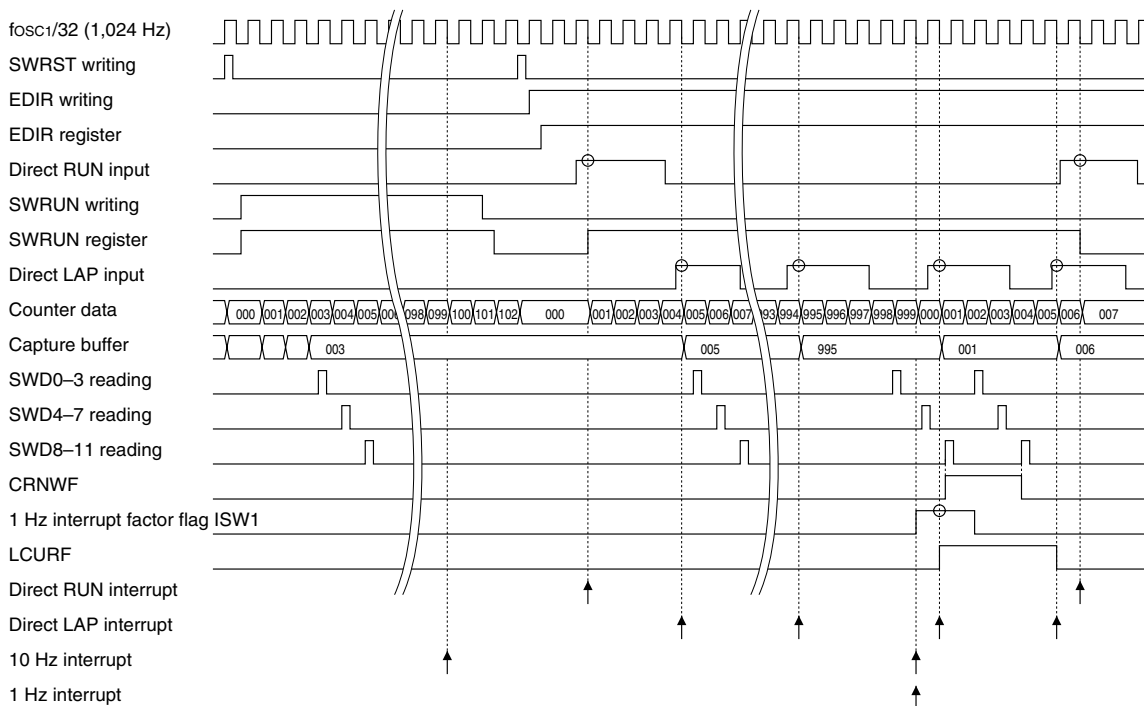 fOSC1/32 (1,024 Hz)
SWRST writing
EDIR writing
EDIR register
Direct RUN input
SWRUN writing
SWRUN register
Direct LAP input
Counter data 000 001 002 003 004 005 006 098 099 100 101 102 000 001 002 003 004 005 006 007 993 994 995 996 997 998 999 000 001 002 003 004 005 006 007
Capture buffer 003 005 995 001 006
SWD0–3 reading
SWD4–7 reading
SWD8–11 reading
CRNWF
1 Hz interrupt factor flag ISW1
LCURF
Direct RUN interrupt
Direct LAP interrupt
10 Hz interrupt
1 Hz interrupt